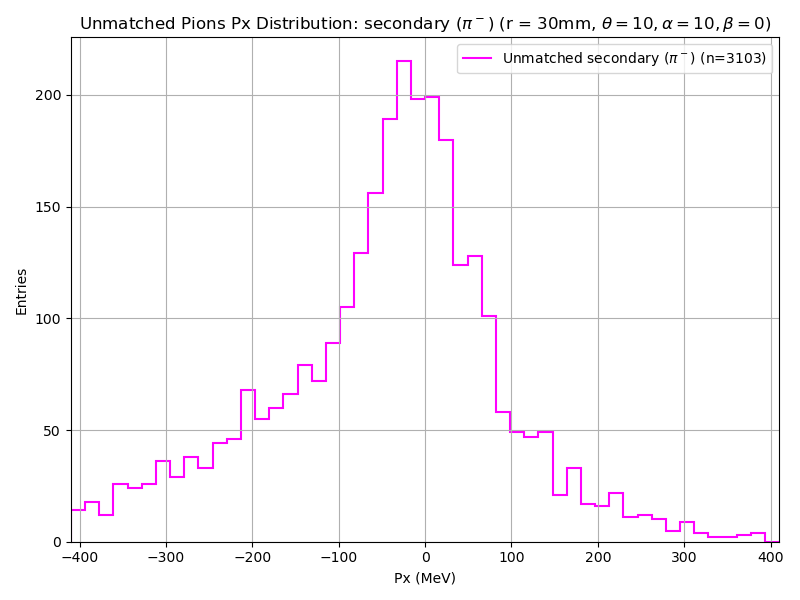 Unmatched Pions Px Distribution: secondary (π⁻) (r = 30mm, θ = 10, α = 10, β = 0)
Unmatched secondary (π⁻) (n=3103)
200
150
100
50
0
Entries
−400 −300 −200 −100 0 100 200 300 400
Px (MeV)